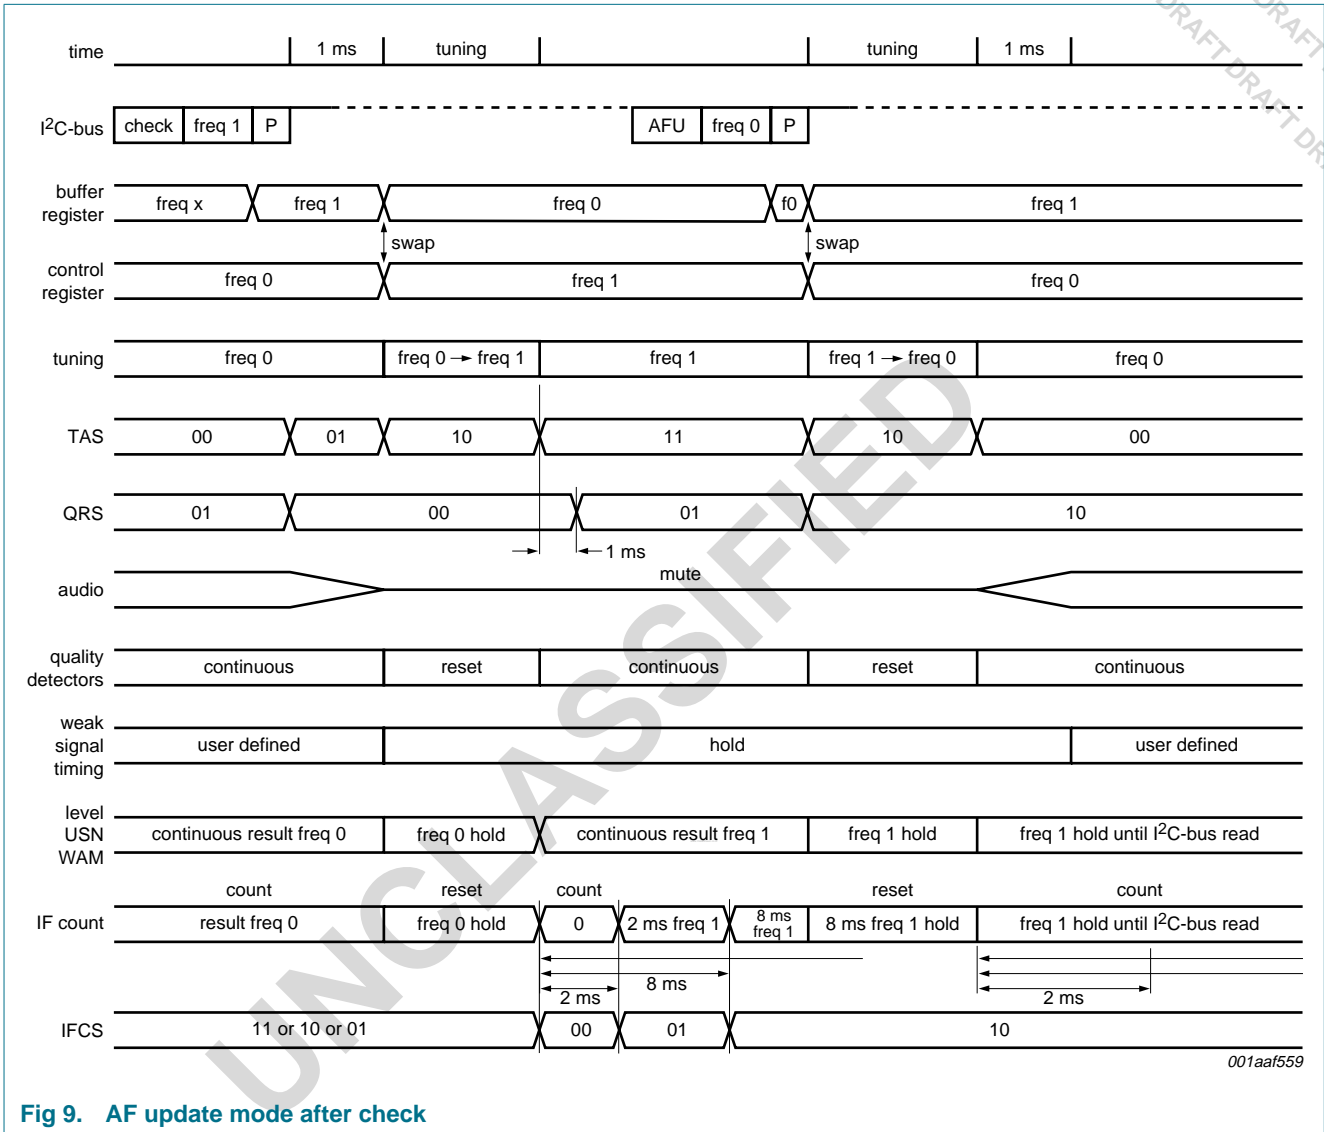 DRAFT DRAFT DR
DRAFT
time 1 ms tuning tuning 1 ms
I2C-bus check freq 1 P AFU freq 0 P
buffer register freq x freq 1 freq 0 f0 freq 1
swap swap
control register freq 0 freq 1 freq 0
tuning freq 0 freq 0 → freq 1 freq 1 freq 1 → freq 0 freq 0
TAS 00 01 10 11 10 00
QRS 01 00 01 10
1 ms
audio mute
quality detectors continuous reset continuous reset continuous
weak signal timing user defined hold user defined
level USN WAM continuous result freq 0 freq 0 hold continuous result freq 1 freq 1 hold freq 1 hold until I2C-bus read
count reset count reset count
IF count result freq 0 freq 0 hold 0 2 ms freq 1 8 ms freq 1 8 ms freq 1 hold freq 1 hold until I2C-bus read
8 ms
2 ms 2 ms
IFCS 11 or 10 or 01 00 01 10
001aaf559
UNCLASSIFIED
Fig 9. AF update mode after check